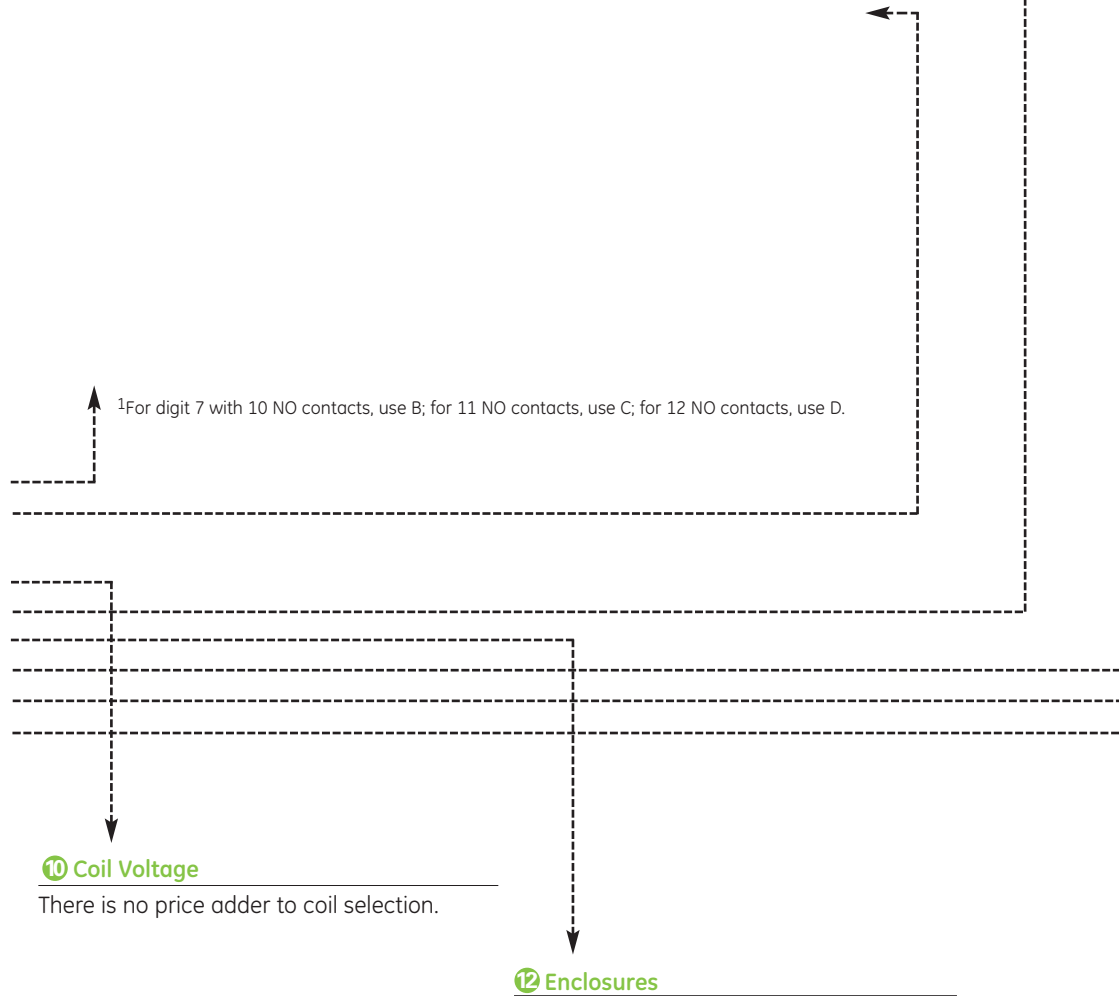 1For digit 7 with 10 NO contacts, use B; for 11 NO contacts, use C; for 12 NO contacts, use D.
10 Coil Voltage
There is no price adder to coil selection.
12 Enclosures